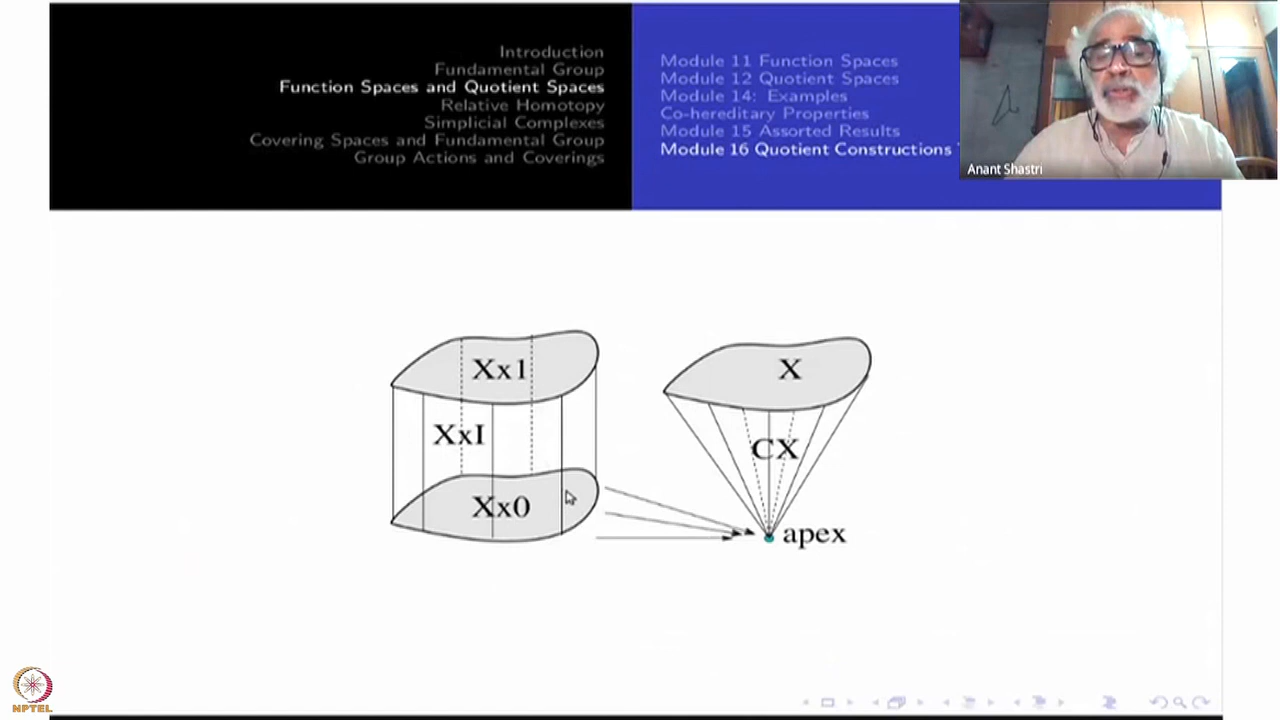 Introduction
Fundamental Group
Function Spaces and Quotient Spaces
Relative Homotopy
Simplicial Complexes
Covering Spaces and Fundamental Group
Group Actions and Coverings
Module 11 Function Spaces
Module 12 Quotient Spaces
Module 14: Examples
Co-hereditary Properties
Module 15 Assorted Results
Module 16 Quotient Constructions
Anant Shastri
Xx1
X
XxI
CX
Xx0
apex
NPTEL